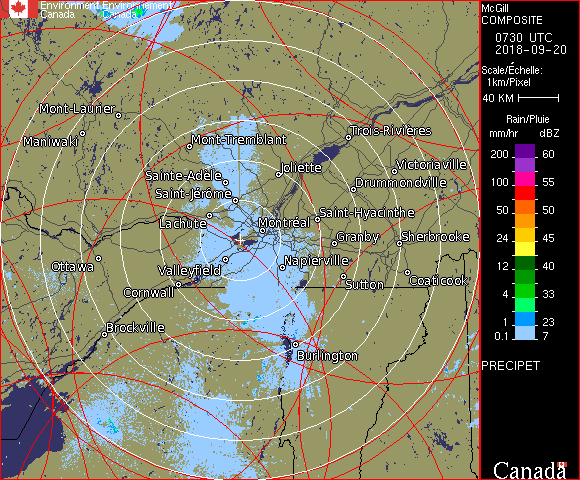 Environment Environnement
Canada Canada
McGill
COMPOSITE
0730 UTC
2018-09-20
Scale/Échelle:
1km/Pixel
40 KM
Rain/Pluie
mm/hr dBZ
200 60
100 55
50 50
24 45
12 40
4 33
1 23
0.1 7
PRECIPET
Canada
Mont-Laurier
Maniwaki
Mont-Tremblant
Trois-Rivières
Sainte-Adèle
Joliette
Victoriaville
Saint-Jérôme
Drummondville
Lachute
Montréal
Saint-Hyacinthe
Granby
Sherbrooke
Ottawa
Valleyfield
Napierville
Cornwall
Sutton
Coaticook
Brockville
Burlington